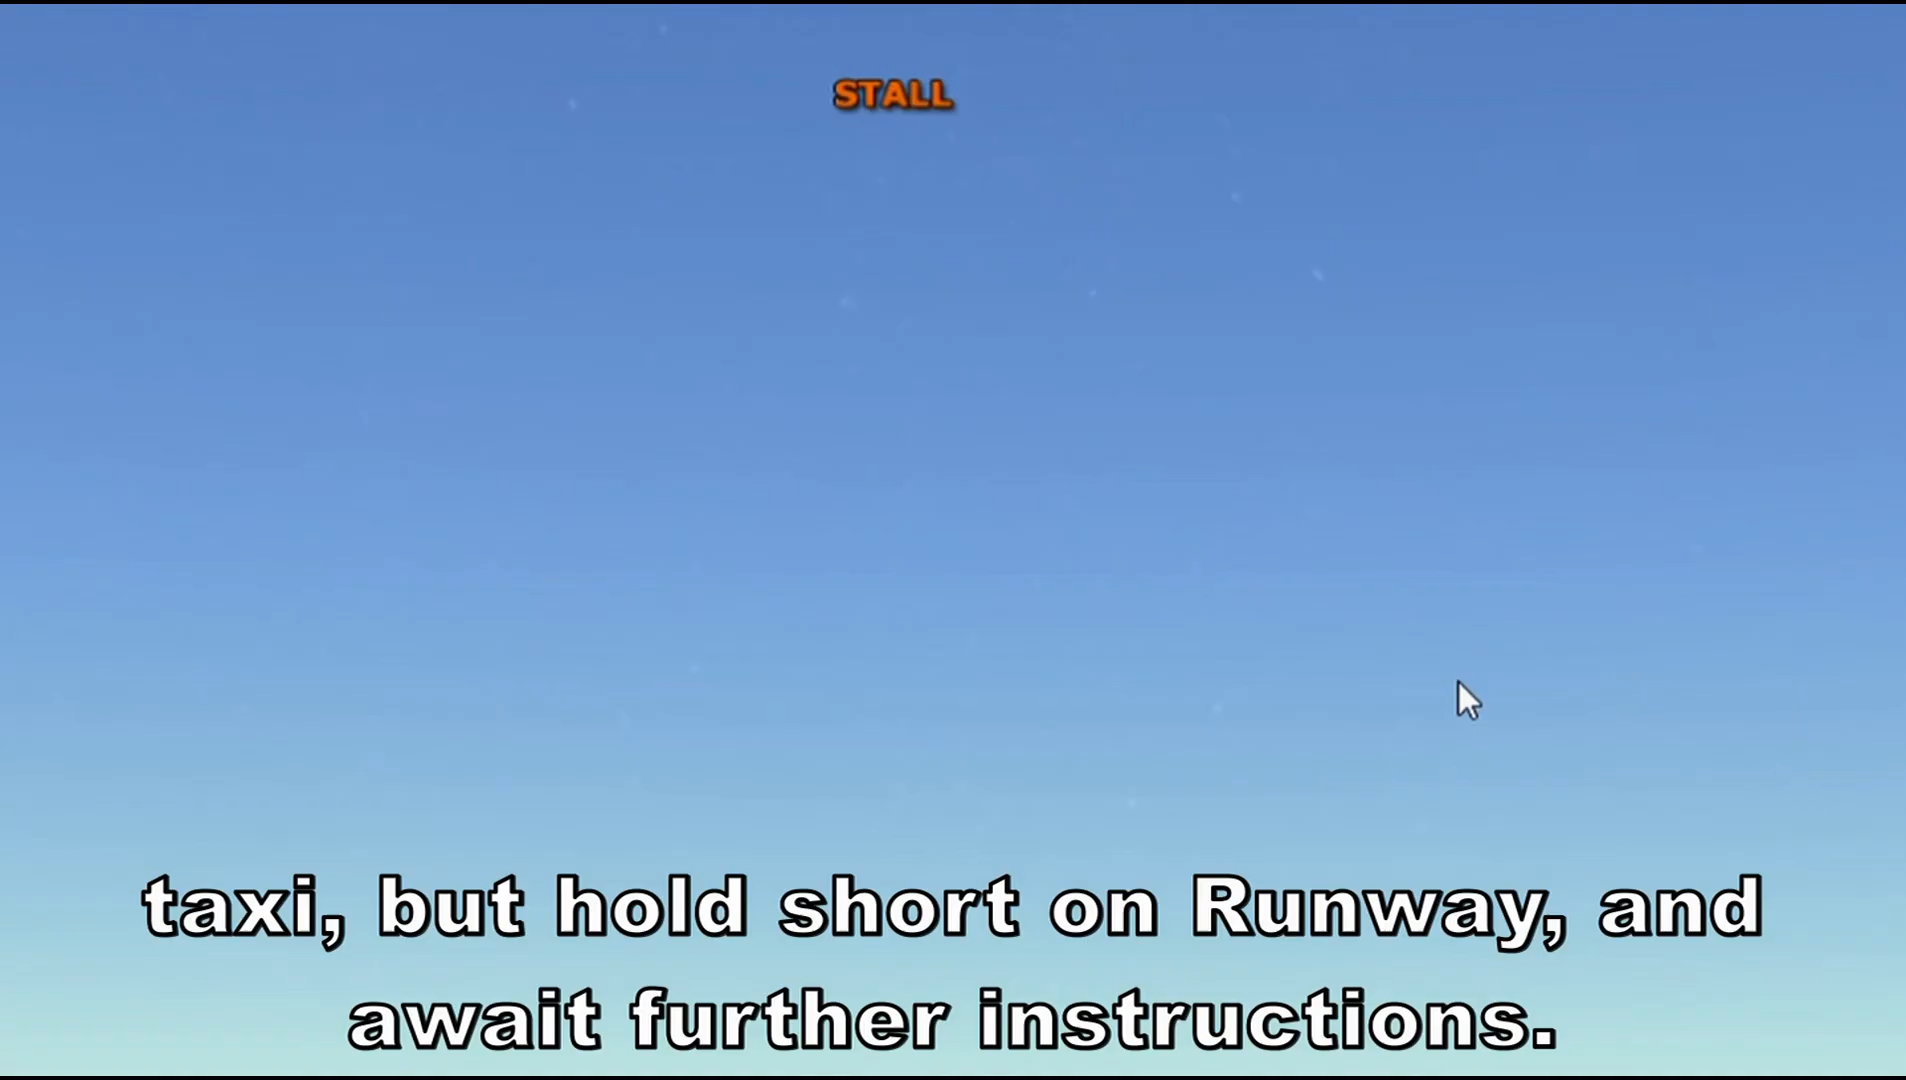 STALL
taxi, but hold short on Runway, and
await further instructions.